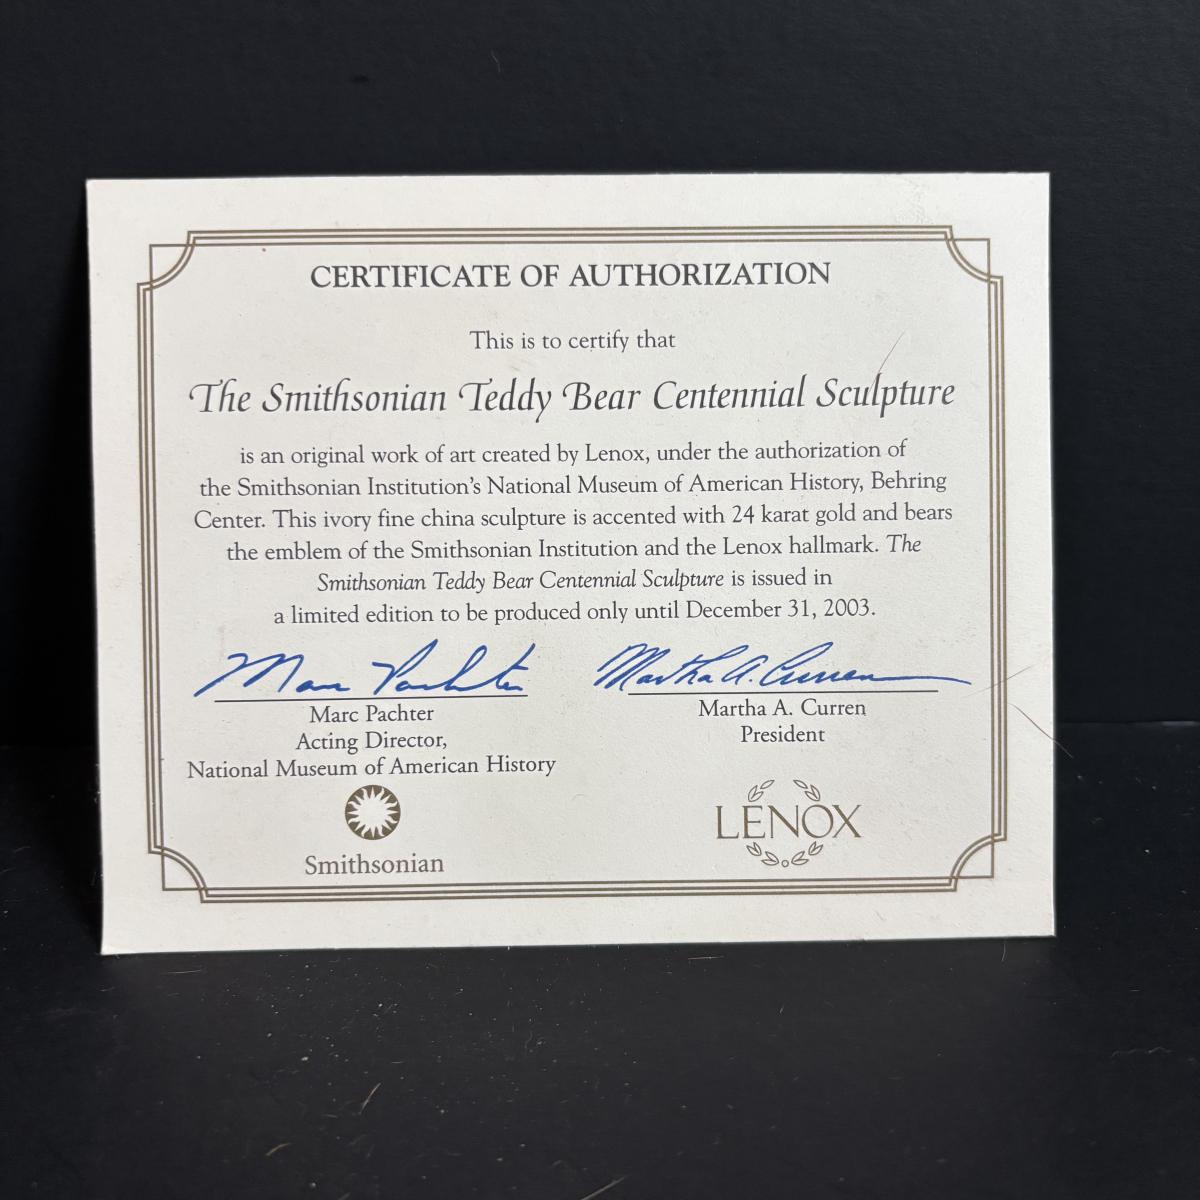 CERTIFICATE OF AUTHORIZATION
This is to certify that
The Smithsonian Teddy Bear Centennial Sculpture
is an original work of art created by Lenox, under the authorization of
the Smithsonian Institution's National Museum of American History, Behring
Center. This ivory fine china sculpture is accented with 24 karat gold and bears
the emblem of the Smithsonian Institution and the Lenox hallmark. The
Smithsonian Teddy Bear Centennial Sculpture is issued in
a limited edition to be produced only until December 31, 2003.
Marc Pachter
Marc Pachter
Acting Director,
National Museum of American History
Smithsonian
Martha A. Curren
Martha A. Curren
President
LENOX